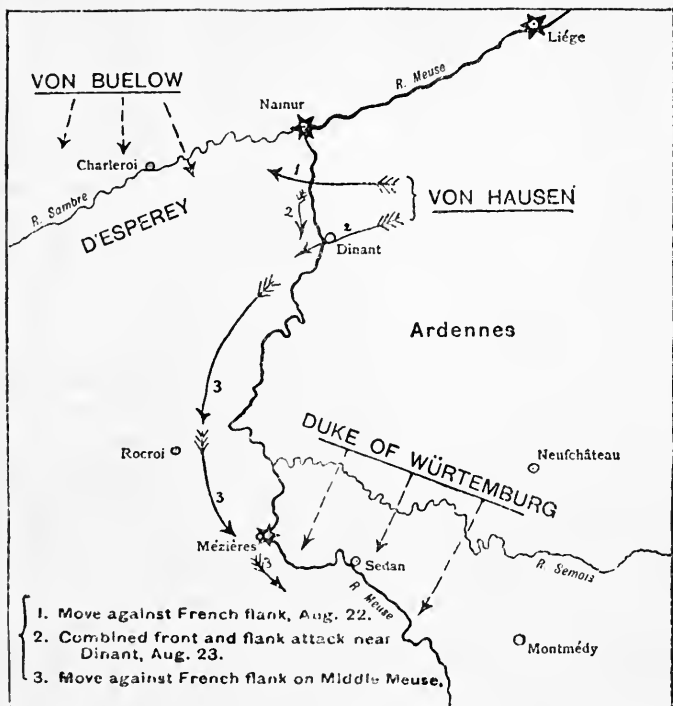 Liége
R. Meuse
VON BUELOW
Namur
Charleroi
1
R. Sambre
VON HAUSEN
D'ESPEREY
2
2
Dinant
Ardennes
3
DUKE OF WÜRTEMBURG
Rocroi
Neufchâteau
3
Mézières
3
Sedan
R. Semois
R. Meuse
1. Move against French flank, Aug. 22.
2. Combined front and flank attack near
Dinant, Aug. 23.
Montmédy
3. Move against French flank on Middle Meuse.